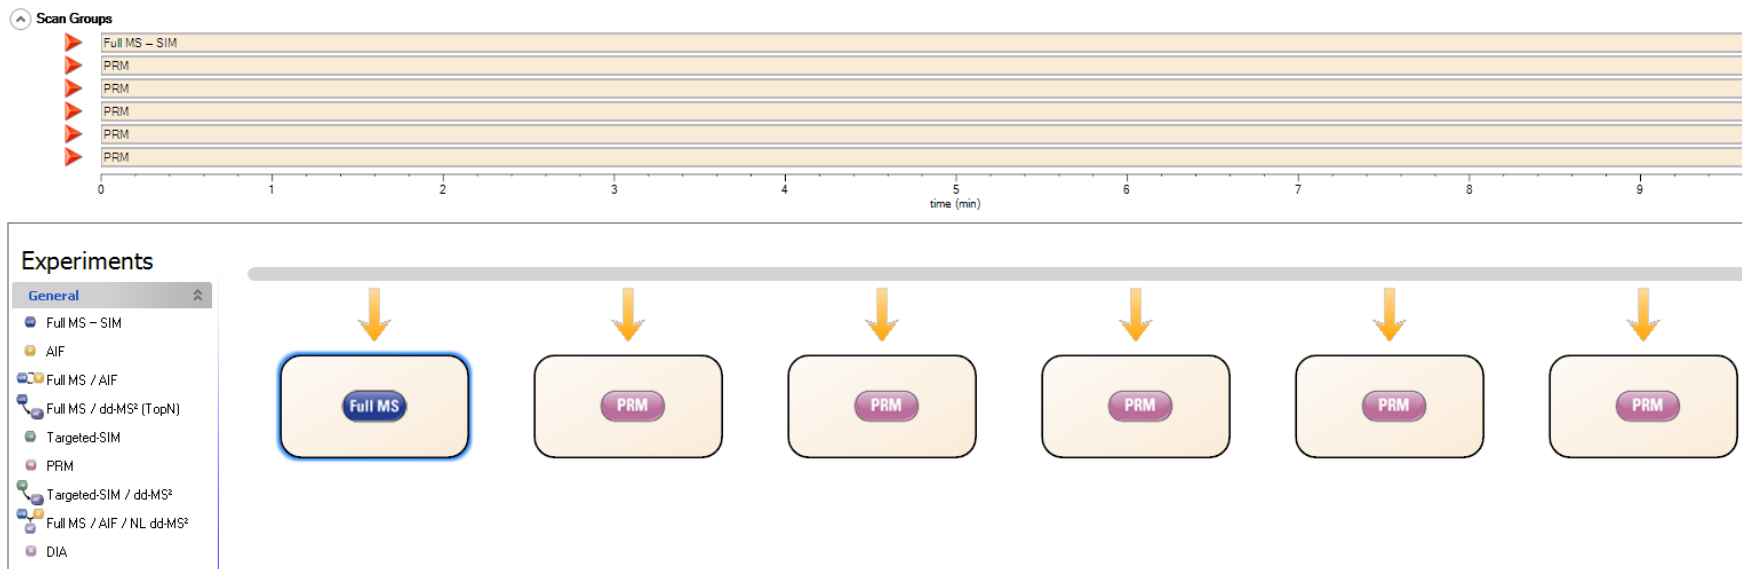 Scan Groups
Full MS – SIM
PRM
PRM
PRM
PRM
PRM
0 1 2 3 4 5 6 7 8 9
time (min)
Experiments
General
Full MS – SIM
AIF
Full MS / AIF
Full MS / dd-MS² (TopN)
Targeted-SIM
PRM
Targeted-SIM / dd-MS²
Full MS / AIF / NL dd-MS²
DIA
Full MS PRM PRM PRM PRM PRM